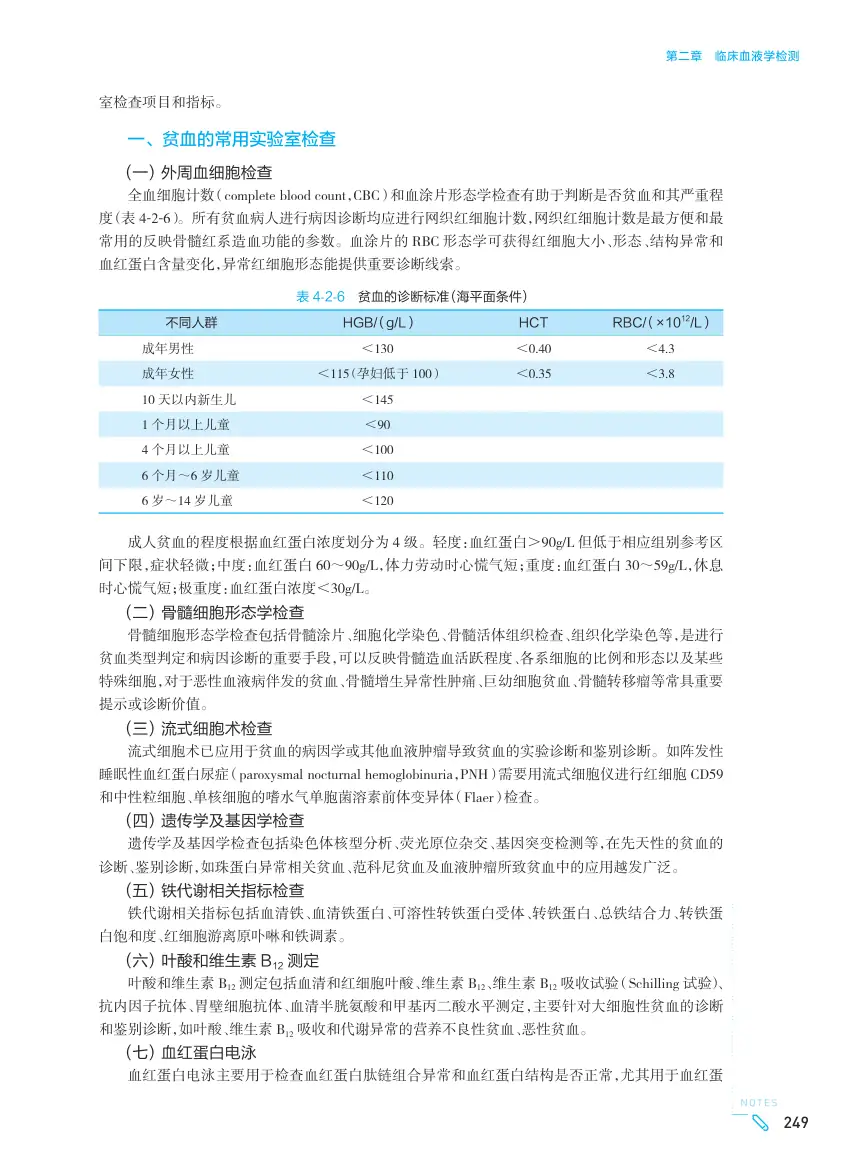 第二章 临床血液学检测
室检查项目和指标。
一、贫血的常用实验室检查
（一）外周血细胞检查
全血细胞计数（complete blood count,CBC）和血涂片形态学检查有助于判断是否贫血和其严重程
度（表 4-2-6）。所有贫血病人进行病因诊断均应进行网织红细胞计数,网织红细胞计数是最方便和最
常用的反映骨髓红系造血功能的参数。血涂片的 RBC 形态学可获得红细胞大小、形态、结构异常和
血红蛋白含量变化,异常红细胞形态能提供重要诊断线索。
表 4-2-6 贫血的诊断标准（海平面条件）
不同人群 HGB/（g/L） HCT RBC/（×10¹²/L）
成年男性 ＜130 ＜0.40 ＜4.3
成年女性 ＜115（孕妇低于 100） ＜0.35 ＜3.8
10 天以内新生儿 ＜145
1 个月以上儿童 ＜90
4 个月以上儿童 ＜100
6 个月～6 岁儿童 ＜110
6 岁～14 岁儿童 ＜120
成人贫血的程度根据血红蛋白浓度划分为 4 级。轻度:血红蛋白＞90g/L 但低于相应组别参考区
间下限,症状轻微;中度:血红蛋白 60～90g/L,体力劳动时心慌气短;重度:血红蛋白 30～59g/L,休息
时心慌气短;极重度:血红蛋白浓度＜30g/L。
（二）骨髓细胞形态学检查
骨髓细胞形态学检查包括骨髓涂片、细胞化学染色、骨髓活体组织检查、组织化学染色等,是进行
贫血类型判定和病因诊断的重要手段,可以反映骨髓造血活跃程度、各系细胞的比例和形态以及某些
特殊细胞,对于恶性血液病伴发的贫血、骨髓增生异常性肿痛、巨幼细胞贫血、骨髓转移瘤等常具重要
提示或诊断价值。
（三）流式细胞术检查
流式细胞术已应用于贫血的病因学或其他血液肿瘤导致贫血的实验诊断和鉴别诊断。如阵发性
睡眠性血红蛋白尿症（paroxysmal nocturnal hemoglobinuria,PNH）需要用流式细胞仪进行红细胞 CD59
和中性粒细胞、单核细胞的嗜水气单胞菌溶素前体变异体（Flaer）检查。
（四）遗传学及基因学检查
遗传学及基因学检查包括染色体核型分析、荧光原位杂交、基因突变检测等,在先天性的贫血的
诊断、鉴别诊断,如珠蛋白异常相关贫血、范科尼贫血及血液肿瘤所致贫血中的应用越发广泛。
（五）铁代谢相关指标检查
铁代谢相关指标包括血清铁、血清铁蛋白、可溶性转铁蛋白受体、转铁蛋白、总铁结合力、转铁蛋
白饱和度、红细胞游离原卟啉和铁调素。
（六）叶酸和维生素 B₁₂ 测定
叶酸和维生素 B₁₂ 测定包括血清和红细胞叶酸、维生素 B₁₂、维生素 B₁₂ 吸收试验（Schilling 试验）、
抗内因子抗体、胃壁细胞抗体、血清半胱氨酸和甲基丙二酸水平测定,主要针对大细胞性贫血的诊断
和鉴别诊断,如叶酸、维生素 B₁₂ 吸收和代谢异常的营养不良性贫血、恶性贫血。
（七）血红蛋白电泳
血红蛋白电泳主要用于检查血红蛋白肽链组合异常和血红蛋白结构是否正常,尤其用于血红蛋
NOTES
249